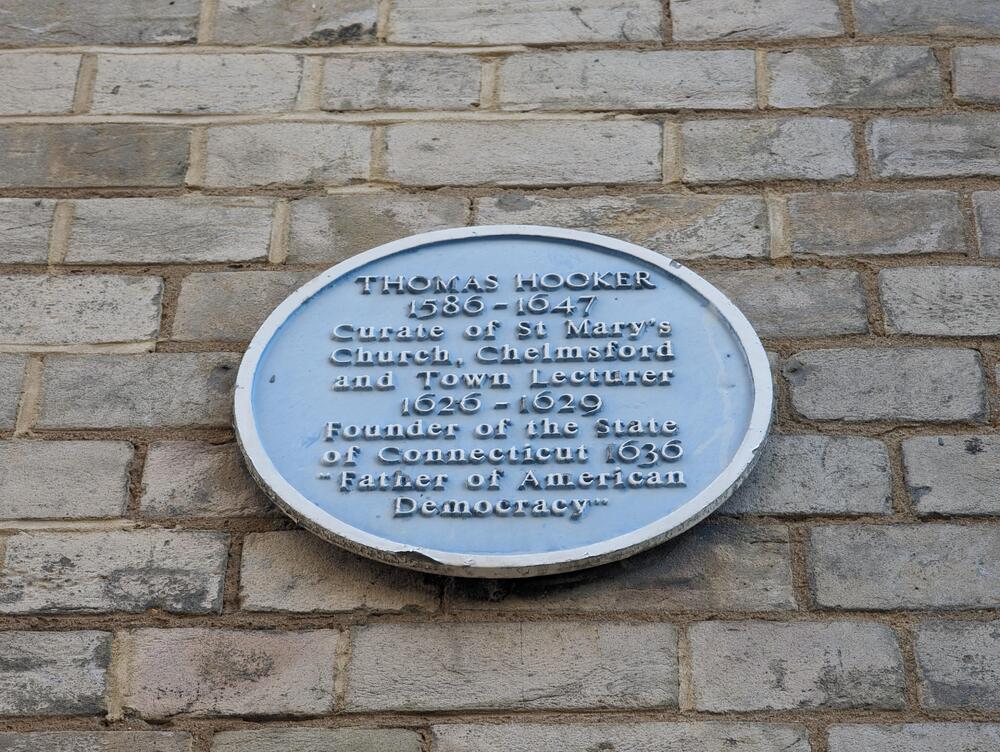 THOMAS HOOKER
1586 - 1647
Curate of St Mary's
Church, Chelmsford
and Town Lecturer
1626 - 1629
Founder of the State
of Connecticut 1636
"Father of American
Democracy"